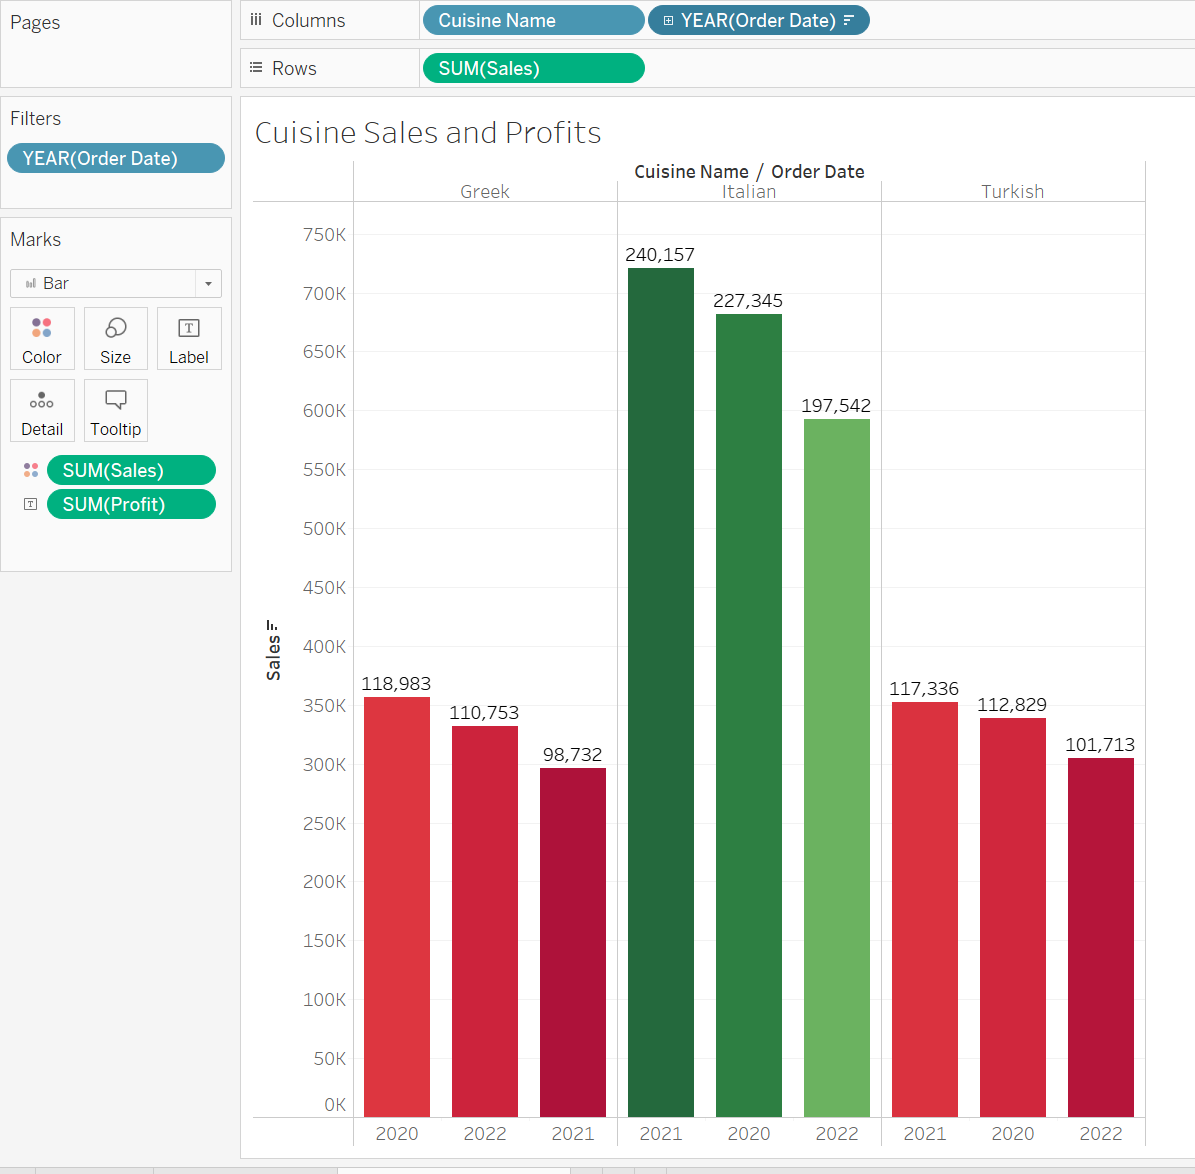 Pages
Columns
Cuisine Name
YEAR(Order Date)
Rows
SUM(Sales)
Filters
YEAR(Order Date)
Marks
Bar
Color
Size
Label
Detail
Tooltip
SUM(Sales)
SUM(Profit)
Cuisine Sales and Profits
Cuisine Name / Order Date
Greek
Italian
Turkish
Sales
750K
700K
650K
600K
550K
500K
450K
400K
350K
300K
250K
200K
150K
100K
50K
0K
118,983
110,753
98,732
240,157
227,345
197,542
117,336
112,829
101,713
2020
2022
2021
2021
2020
2022
2021
2020
2022